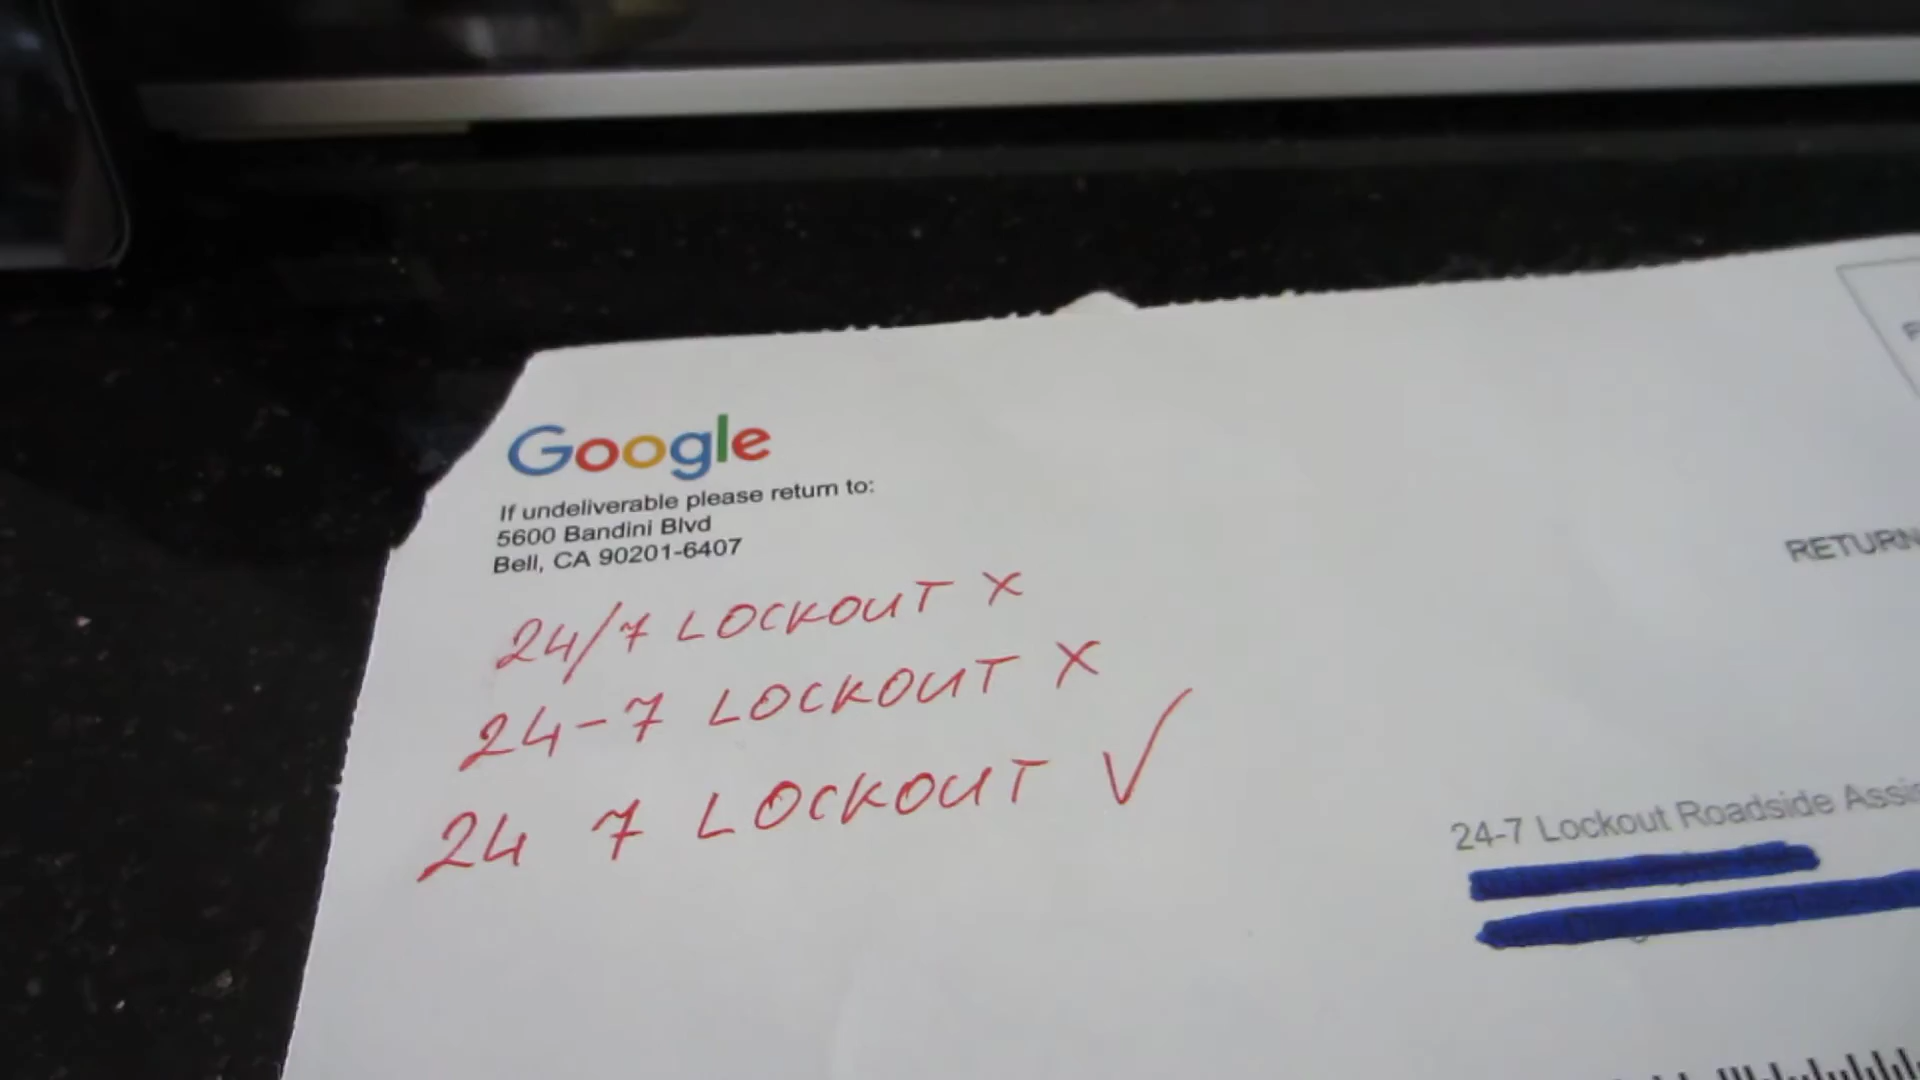 Google
If undeliverable please return to:
5600 Bandini Blvd
Bell, CA 90201-6407
24/7 LOCKOUT X
24-7 LOCKOUT X
24 7 LOCKOUT ✓
RETURN
24-7 Lockout Roadside